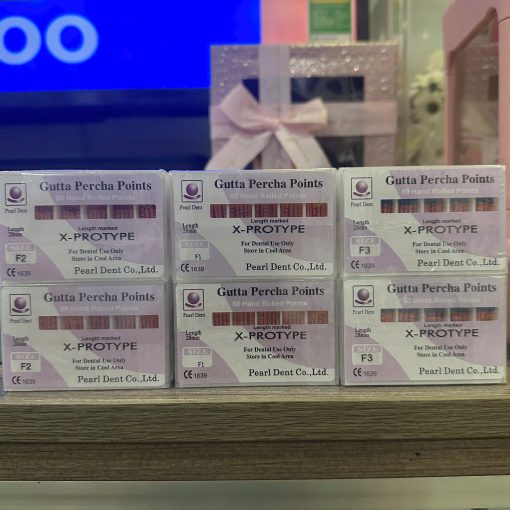 OO
Gutta Percha Points
60 Hand Rolled Points
Pearl Dent
Length
28mm
Length marked
X-PROTYPE
SIZE
F2
For Dental Use Only
Store in Cool Area
CE 1639
Pearl Dent Co.,Ltd.
Gutta Percha Points
60 Hand Rolled Points
Pearl Dent
Length
28mm
Length marked
X-PROTYPE
SIZE
F1
For Dental Use Only
Store in Cool Area
CE 1639
Pearl Dent Co.,Ltd.
Gutta Percha Points
60 Hand Rolled Points
Pearl Dent
Length
28mm
Length marked
X-PROTYPE
SIZE
F3
For Dental Use Only
Store in Cool Area
CE 1639
Pearl Dent Co.,Ltd.
Gutta Percha Points
60 Hand Rolled Points
Pearl Dent
Length
28mm
Length marked
X-PROTYPE
SIZE
F2
For Dental Use Only
Store in Cool Area
CE 1639
Pearl Dent Co.,Ltd.
Gutta Percha Points
60 Hand Rolled Points
Pearl Dent
Length
28mm
Length marked
X-PROTYPE
SIZE
F1
For Dental Use Only
Store in Cool Area
CE 1639
Pearl Dent Co.,Ltd.
Gutta Percha Points
60 Hand Rolled Points
Pearl Dent
Length
28mm
Length marked
X-PROTYPE
SIZE
F3
For Dental Use Only
Store in Cool Area
CE 1639
Pearl Dent Co.,Ltd.